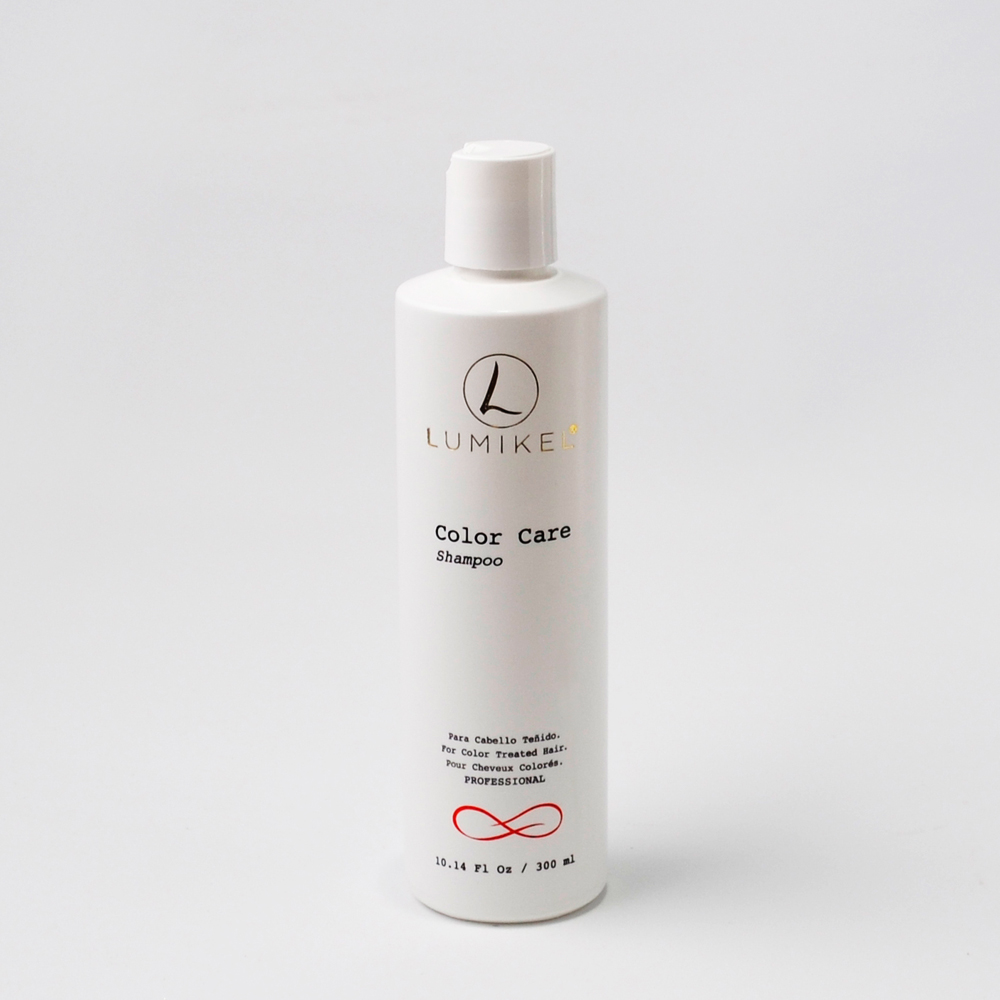 L
LUMIKEL
Color Care
Shampoo
Para Cabello Teñido.
For Color Treated Hair.
Pour Cheveux Colorés.
PROFESSIONAL
10.14 Fl Oz / 300 ml